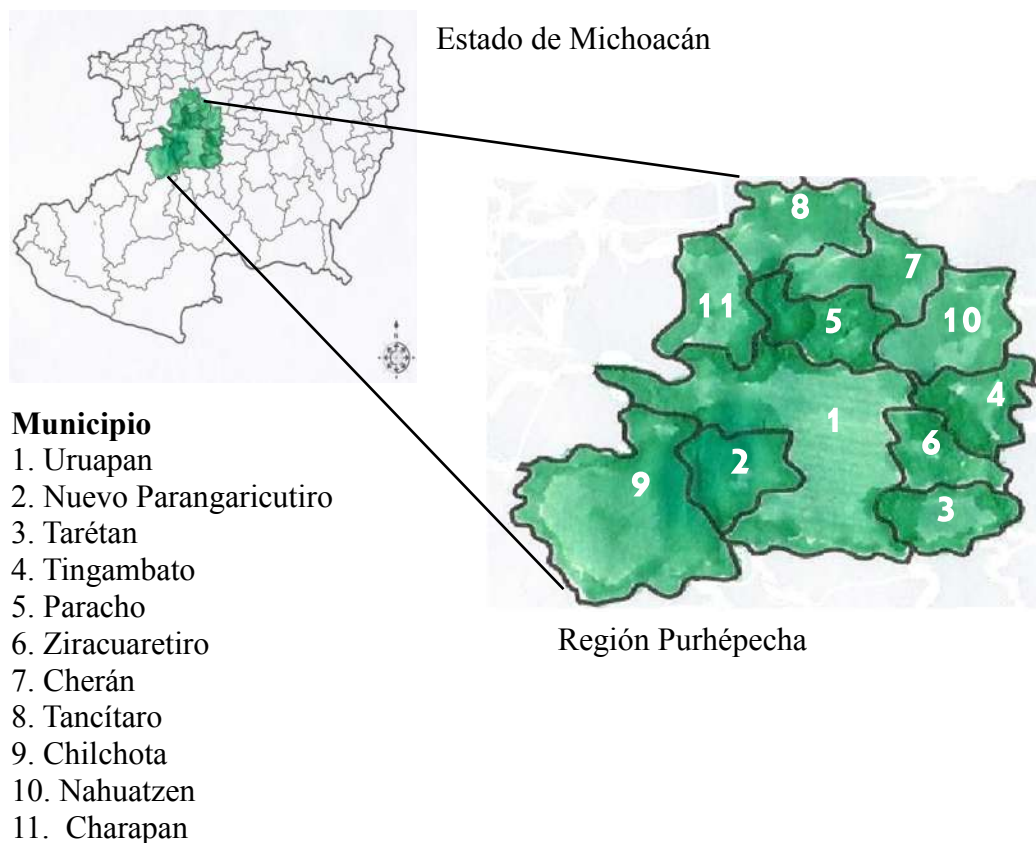 Estado de Michoacán
8
7
11
5
10
4
1
6
2
9
3
Región Purhépecha
Municipio
1. Uruapan
2. Nuevo Parangaricutiro
3. Tarétan
4. Tingambato
5. Paracho
6. Ziracuaretiro
7. Cherán
8. Tancítaro
9. Chilchota
10. Nahuatzen
11.  Charapan